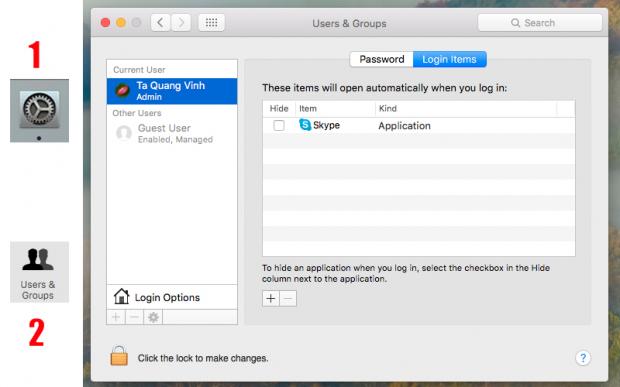 1
Users &
Groups
2
Users & Groups
Search
Password Login Items
Current User
Ta Quang Vinh
Admin
Other Users
Guest User
Enabled, Managed
Login Options
These items will open automatically when you log in:
Hide Item Kind
Skype Application
To hide an application when you log in, select the checkbox in the Hide
column next to the application.
+ −
+ −
Click the lock to make changes.
?